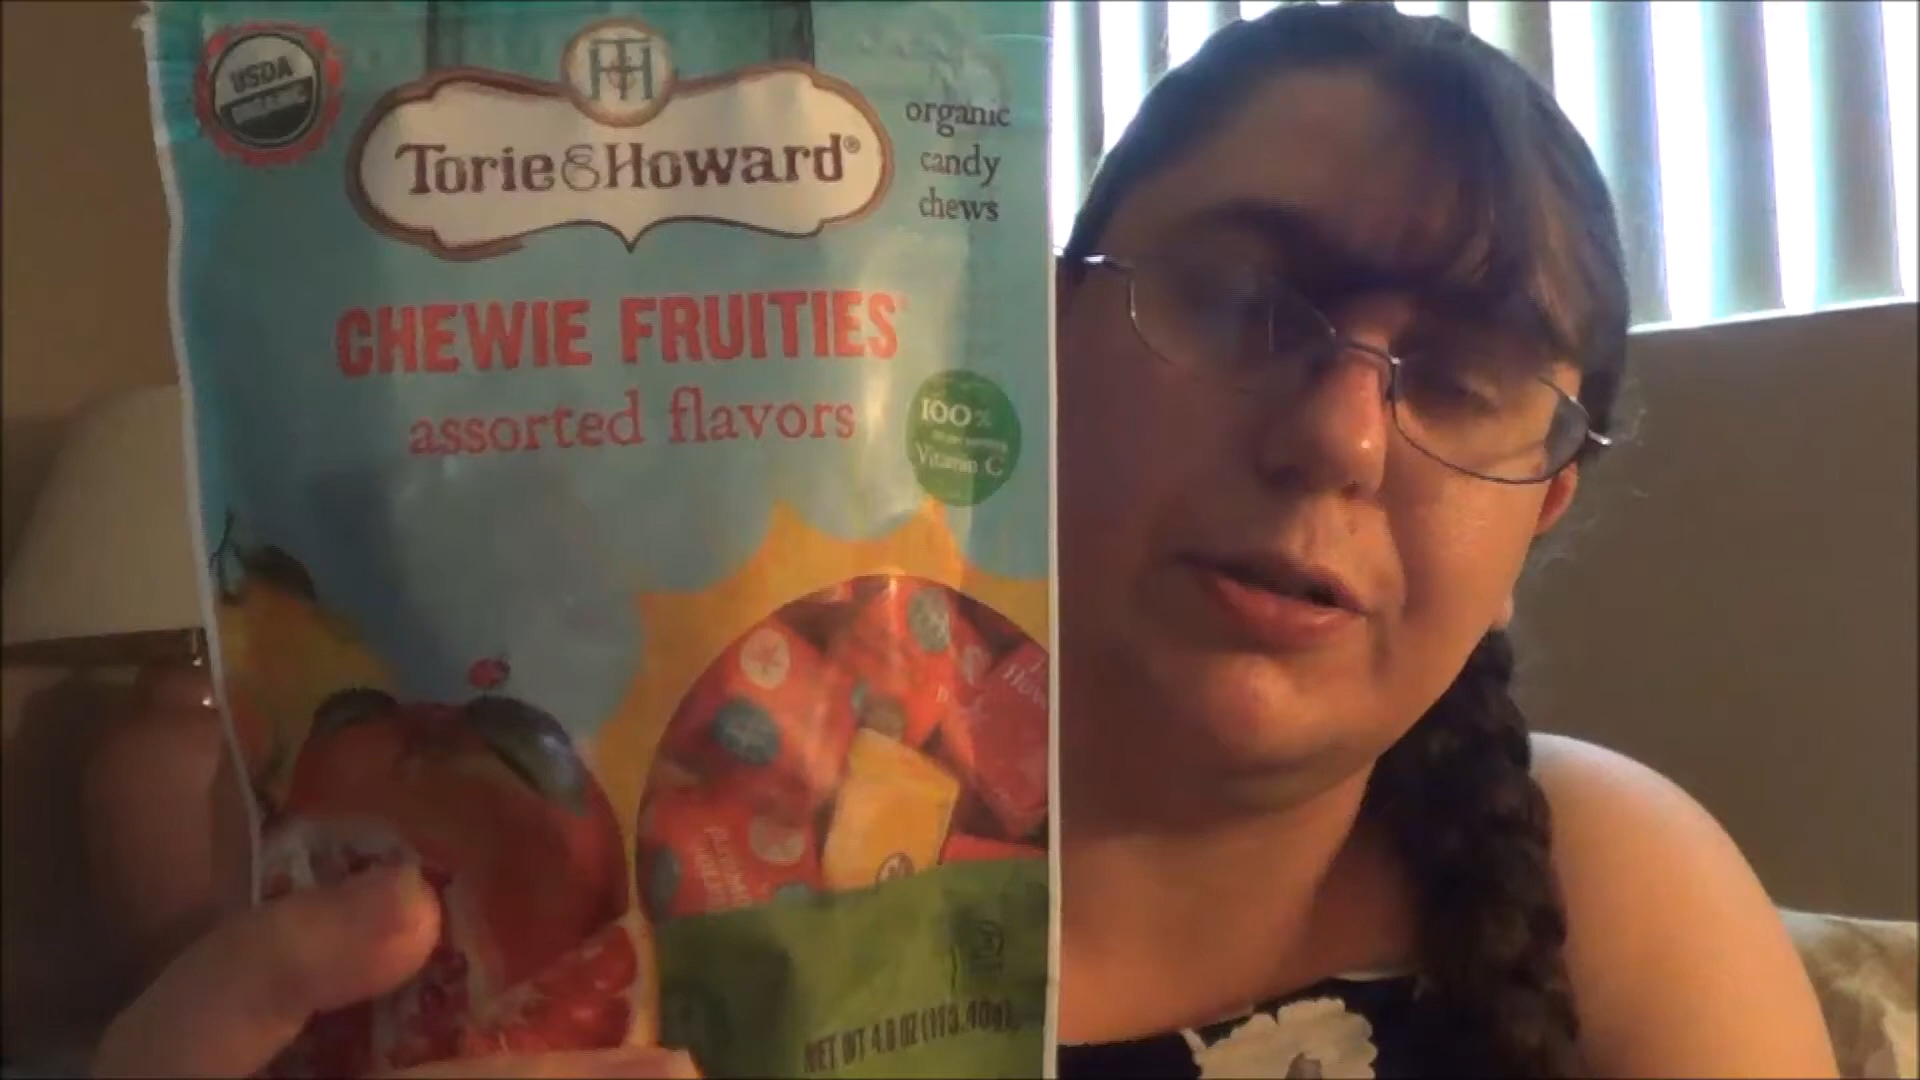 USDA
ORGANIC
TH
Torie & Howard®
organic
candy
chews
CHEWIE FRUITIES
assorted flavors
100%
Vitamin C
NET WT 4.0 OZ (113.40g)